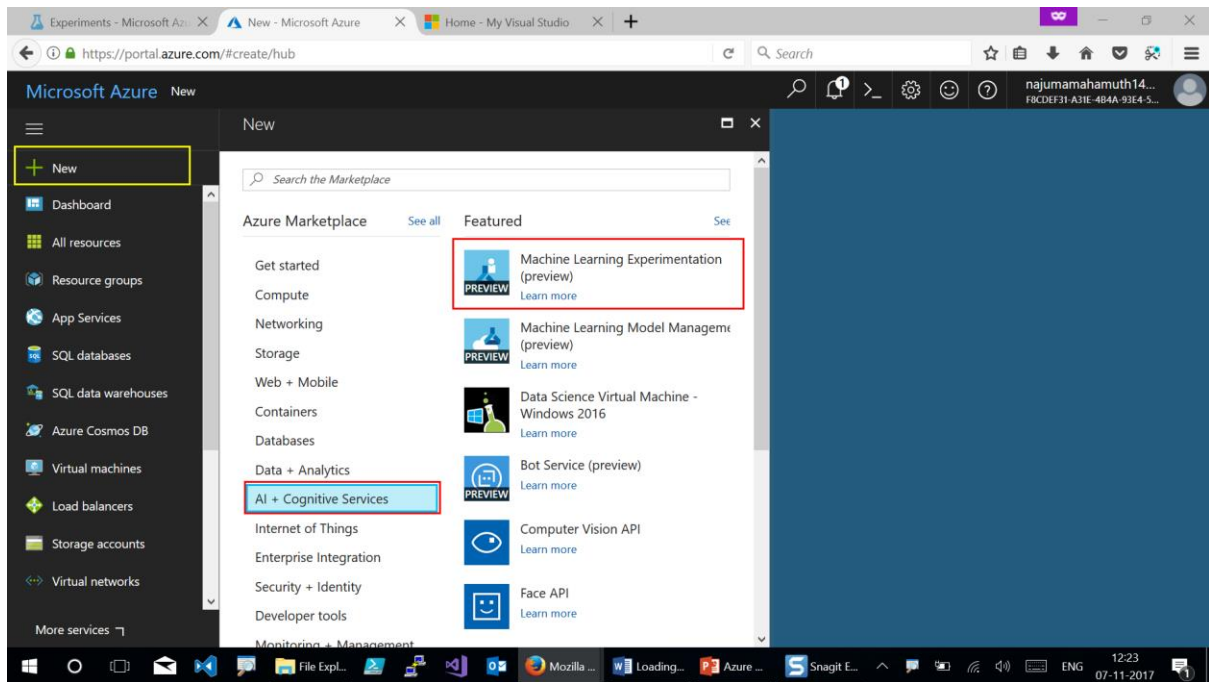 Experiments - Microsoft Azu
New - Microsoft Azure
Home - My Visual Studio
https://portal.azure.com/#create/hub
Search
Microsoft Azure New
1
najumamahamuth14...
F8CDEF31-A31E-4B4A-93E4-5...
New
Dashboard
All resources
Resource groups
App Services
SQL databases
SQL data warehouses
Azure Cosmos DB
Virtual machines
Load balancers
Storage accounts
Virtual networks
More services
New
Search the Marketplace
Azure Marketplace See all
Get started
Compute
Networking
Storage
Web + Mobile
Containers
Databases
Data + Analytics
AI + Cognitive Services
Internet of Things
Enterprise Integration
Security + Identity
Developer tools
Monitoring + Management
Featured See
Machine Learning Experimentation
(preview)
PREVIEW
Learn more
Machine Learning Model Manageme
(preview)
PREVIEW
Learn more
Data Science Virtual Machine -
Windows 2016
Learn more
Bot Service (preview)
PREVIEW
Learn more
Computer Vision API
Learn more
Face API
Learn more
File Expl...
Mozilla ...
Loading...
Azure ...
Snagit E...
ENG
12:23
07-11-2017
1